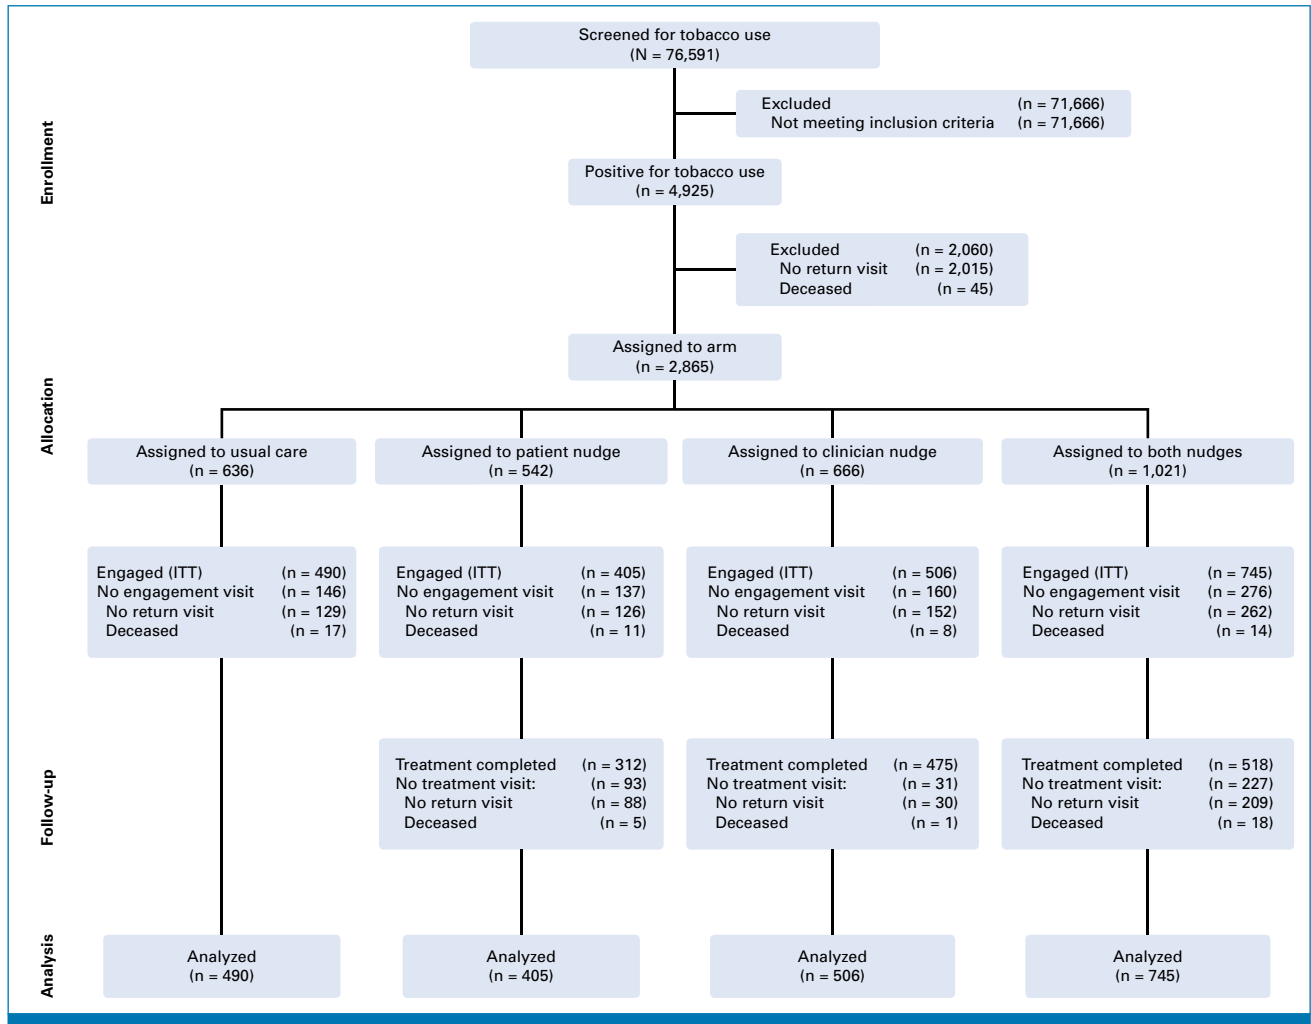 Screened for tobacco use
(N = 76,591)
Excluded (n = 71,666)
Not meeting inclusion criteria (n = 71,666)
Enrollment
Positive for tobacco use
(n = 4,925)
Excluded (n = 2,060)
No return visit (n = 2,015)
Deceased (n = 45)
Assigned to arm
(n = 2,865)
Allocation
Assigned to usual care
(n = 636)
Assigned to patient nudge
(n = 542)
Assigned to clinician nudge
(n = 666)
Assigned to both nudges
(n = 1,021)
Engaged (ITT) (n = 490)
No engagement visit (n = 146)
No return visit (n = 129)
Deceased (n = 17)
Engaged (ITT) (n = 405)
No engagement visit (n = 137)
No return visit (n = 126)
Deceased (n = 11)
Engaged (ITT) (n = 506)
No engagement visit (n = 160)
No return visit (n = 152)
Deceased (n = 8)
Engaged (ITT) (n = 745)
No engagement visit (n = 276)
No return visit (n = 262)
Deceased (n = 14)
Follow-up
Treatment completed (n = 312)
No treatment visit: (n = 93)
No return visit (n = 88)
Deceased (n = 5)
Treatment completed (n = 475)
No treatment visit: (n = 31)
No return visit (n = 30)
Deceased (n = 1)
Treatment completed (n = 518)
No treatment visit: (n = 227)
No return visit (n = 209)
Deceased (n = 18)
Analysis
Analyzed
(n = 490)
Analyzed
(n = 405)
Analyzed
(n = 506)
Analyzed
(n = 745)